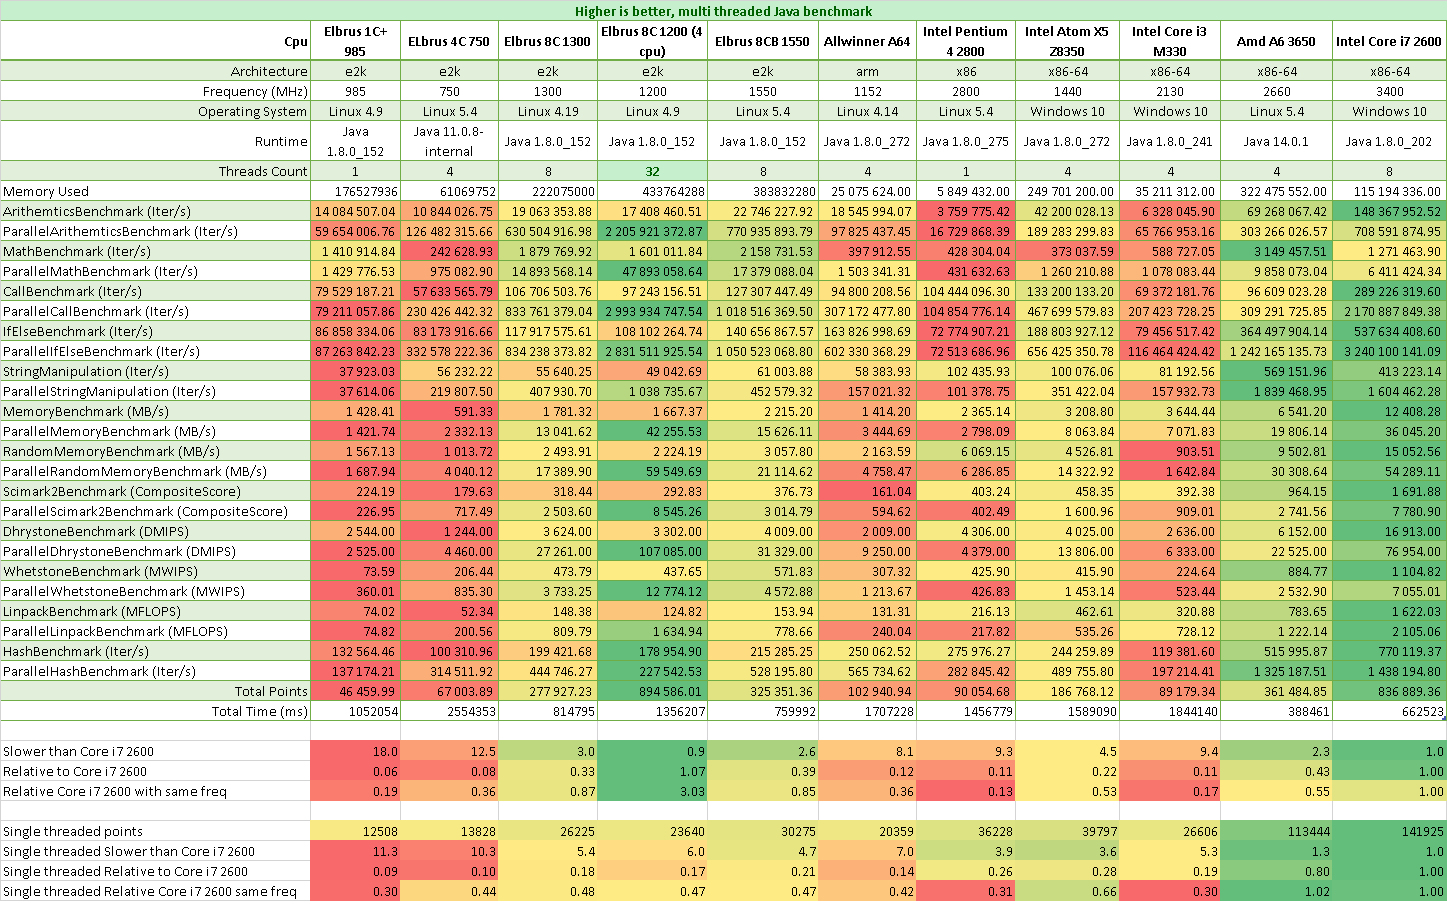 Higher is better, multi threaded Java benchmark
Cpu Elbrus 1C+ 985 ELbrus 4C 750 Elbrus 8C 1300 Elbrus 8C 1200 (4 cpu) Elbrus 8CB 1550 Allwinner A64 Intel Pentium 4 2800 Intel Atom X5 Z8350 Intel Core i3 M330 Amd A6 3650 Intel Core i7 2600
Architecture e2k e2k e2k e2k e2k arm x86 x86-64 x86-64 x86-64 x86-64
Frequency (MHz) 985 750 1300 1200 1550 1152 2800 1440 2130 2660 3400
Operating System Linux 4.9 Linux 5.4 Linux 4.19 Linux 4.9 Linux 5.4 Linux 4.14 Linux 5.4 Windows 10 Windows 10 Linux 5.4 Windows 10
Runtime Java 1.8.0_152 Java 11.0.8-internal Java 1.8.0_152 Java 1.8.0_152 Java 1.8.0_152 Java 1.8.0_272 Java 1.8.0_275 Java 1.8.0_272 Java 1.8.0_241 Java 14.0.1 Java 1.8.0_202
Threads Count 1 4 8 32 8 4 1 4 4 4 8
Memory Used 176527936 61069752 222075000 433764288 383832280 25 075 624.00 5 849 432.00 249 701 200.00 35 211 312.00 322 475 552.00 115 194 336.00
ArithemticsBenchmark (Iter/s) 14 084 507.04 10 844 026.75 19 063 353.88 17 408 460.51 22 746 227.92 18 545 994.07 3 759 775.42 42 200 028.13 6 328 045.90 69 268 067.42 148 367 952.52
ParallelArithemticsBenchmark (Iter/s) 59 654 006.76 126 482 315.66 630 504 916.98 2 205 921 372.87 770 935 893.79 97 825 437.45 16 729 868.39 189 283 299.83 65 766 953.16 303 266 026.57 708 591 874.95
MathBenchmark (Iter/s) 1 410 914.84 242 628.93 1 879 769.92 1 601 011.84 2 158 731.53 397 912.55 428 304.04 373 037.59 588 727.05 3 149 457.51 1 271 463.90
ParallelMathBenchmark (Iter/s) 1 429 776.53 975 082.90 14 893 568.14 47 893 058.64 17 379 088.04 1 503 341.31 431 632.63 1 260 210.88 1 078 083.44 9 858 073.04 6 411 424.34
CallBenchmark (Iter/s) 79 529 187.21 57 633 565.79 106 706 503.76 97 243 156.51 127 307 447.49 94 800 208.56 104 444 096.30 133 200 133.20 69 372 181.76 96 609 023.28 289 226 319.60
ParallelCallBenchmark (Iter/s) 79 211 057.86 230 426 442.32 833 761 379.04 2 993 934 747.54 1 018 516 369.50 307 172 477.80 104 854 776.14 467 699 579.83 207 423 728.25 309 291 725.85 2 170 887 849.38
IfElseBenchmark (Iter/s) 86 858 334.06 83 173 916.66 117 917 575.61 108 102 264.74 140 656 867.57 163 826 998.69 72 774 907.21 188 803 927.12 79 456 517.42 364 497 904.14 537 634 408.60
ParallelIfElseBenchmark (Iter/s) 87 263 842.23 332 578 222.36 834 238 373.82 2 831 511 925.54 1 050 523 068.80 602 330 368.29 72 513 686.96 656 425 350.78 116 464 424.42 1 242 165 135.73 3 240 100 141.09
StringManipulation (Iter/s) 37 923.03 56 232.22 55 640.25 49 042.69 61 003.88 58 383.93 102 435.93 100 076.06 81 192.56 569 151.96 413 223.14
ParallelStringManipulation (Iter/s) 37 614.06 219 807.50 407 930.70 1 038 735.67 452 579.32 157 021.32 101 378.75 351 422.04 157 932.73 1 839 468.95 1 604 462.28
MemoryBenchmark (MB/s) 1 428.41 591.33 1 781.32 1 667.37 2 215.20 1 414.20 2 365.14 3 208.80 3 644.44 6 541.20 12 408.28
ParallelMemoryBenchmark (MB/s) 1 421.74 2 332.13 13 041.62 42 255.53 15 626.11 3 444.69 2 798.09 8 063.84 7 071.83 19 806.14 36 045.20
RandomMemoryBenchmark (MB/s) 1 567.13 1 013.72 2 493.91 2 224.19 3 057.80 2 163.59 6 069.15 4 526.81 903.51 9 502.81 15 052.56
ParallelRandomMemoryBenchmark (MB/s) 1 687.94 4 040.12 17 389.90 59 549.69 21 114.62 4 758.47 6 286.85 14 322.92 1 642.84 30 308.64 54 289.11
Scimark2Benchmark (CompositeScore) 224.19 179.63 318.44 292.83 376.73 161.04 403.24 458.35 392.38 964.15 1 691.88
ParallelScimark2Benchmark (CompositeScore) 226.95 717.49 2 503.60 8 545.26 3 014.79 594.62 402.49 1 600.96 909.01 2 741.56 7 780.90
DhrystoneBenchmark (DMIPS) 2 544.00 1 244.00 3 624.00 3 302.00 4 009.00 2 009.00 4 306.00 4 025.00 2 636.00 6 152.00 16 913.00
ParallelDhrystoneBenchmark (DMIPS) 2 525.00 4 460.00 27 261.00 107 085.00 31 329.00 9 250.00 4 379.00 13 806.00 6 333.00 22 525.00 76 954.00
WhetstoneBenchmark (MWIPS) 73.59 206.44 473.79 437.65 571.83 307.32 425.90 415.90 224.64 884.77 1 104.82
ParallelWhetstoneBenchmark (MWIPS) 360.01 835.30 3 733.25 12 774.12 4 572.88 1 213.67 426.83 1 453.14 523.44 2 532.90 7 055.01
LinpackBenchmark (MFLOPS) 74.02 52.34 148.38 124.82 153.94 131.31 216.13 462.61 320.88 783.65 1 622.03
ParallelLinpackBenchmark (MFLOPS) 74.82 200.56 809.79 1 634.94 778.66 240.04 217.82 535.26 728.12 1 222.14 2 105.06
HashBenchmark (Iter/s) 132 564.46 100 310.96 199 421.68 178 954.90 215 285.25 250 062.52 275 976.27 244 259.89 119 381.60 515 995.87 770 119.37
ParallelHashBenchmark (Iter/s) 137 174.21 314 511.92 444 746.27 227 542.53 528 195.80 565 734.62 282 845.42 489 755.80 197 214.41 1 325 187.51 1 438 194.80
Total Points 46 459.99 67 003.89 277 927.23 894 586.01 325 351.36 102 940.94 90 054.68 186 768.12 89 179.34 361 484.85 836 889.36
Total Time (ms) 1052054 2554353 814795 1356207 759992 1707228 1456779 1589090 1844140 388461 662523
Slower than Core i7 2600 18.0 12.5 3.0 0.9 2.6 8.1 9.3 4.5 9.4 2.3 1.0
Relative to Core i7 2600 0.06 0.08 0.33 1.07 0.39 0.12 0.11 0.22 0.11 0.43 1.00
Relative Core i7 2600 with same freq 0.19 0.36 0.87 3.03 0.85 0.36 0.13 0.53 0.17 0.55 1.00
Single threaded points 12508 13828 26225 23640 30275 20359 36228 39797 26606 113444 141925
Single threaded Slower than Core i7 2600 11.3 10.3 5.4 6.0 4.7 7.0 3.9 3.6 5.3 1.3 1.0
Single threaded Relative to Core i7 2600 0.09 0.10 0.18 0.17 0.21 0.14 0.26 0.28 0.19 0.80 1.00
Single threaded Relative Core i7 2600 same freq 0.30 0.44 0.48 0.47 0.47 0.42 0.31 0.66 0.30 1.02 1.00